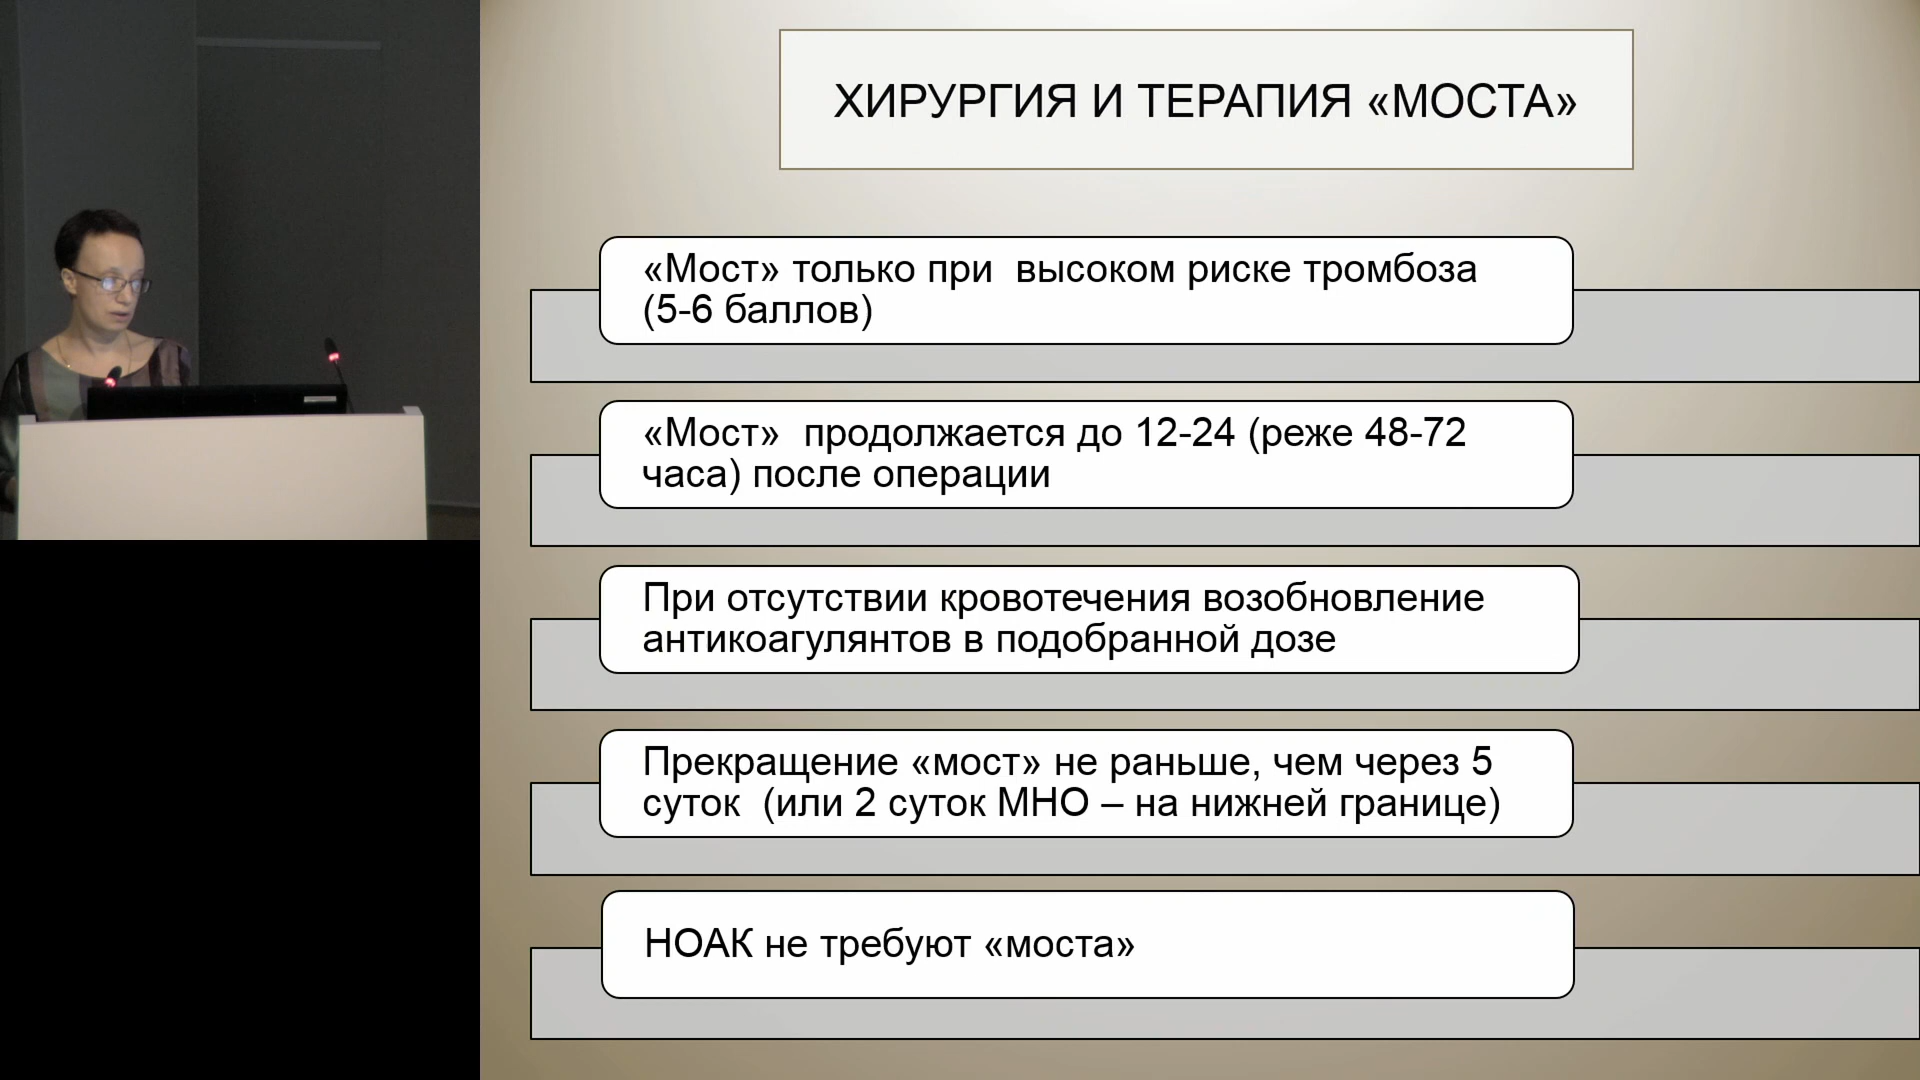 ХИРУРГИЯ И ТЕРАПИЯ «МОСТА»
«Мост» только при высоком риске тромбоза
(5-6 баллов)
«Мост» продолжается до 12-24 (реже 48-72
часа) после операции
При отсутствии кровотечения возобновление
антикоагулянтов в подобранной дозе
Прекращение «мост» не раньше, чем через 5
суток (или 2 суток МНО – на нижней границе)
НОАК не требуют «моста»